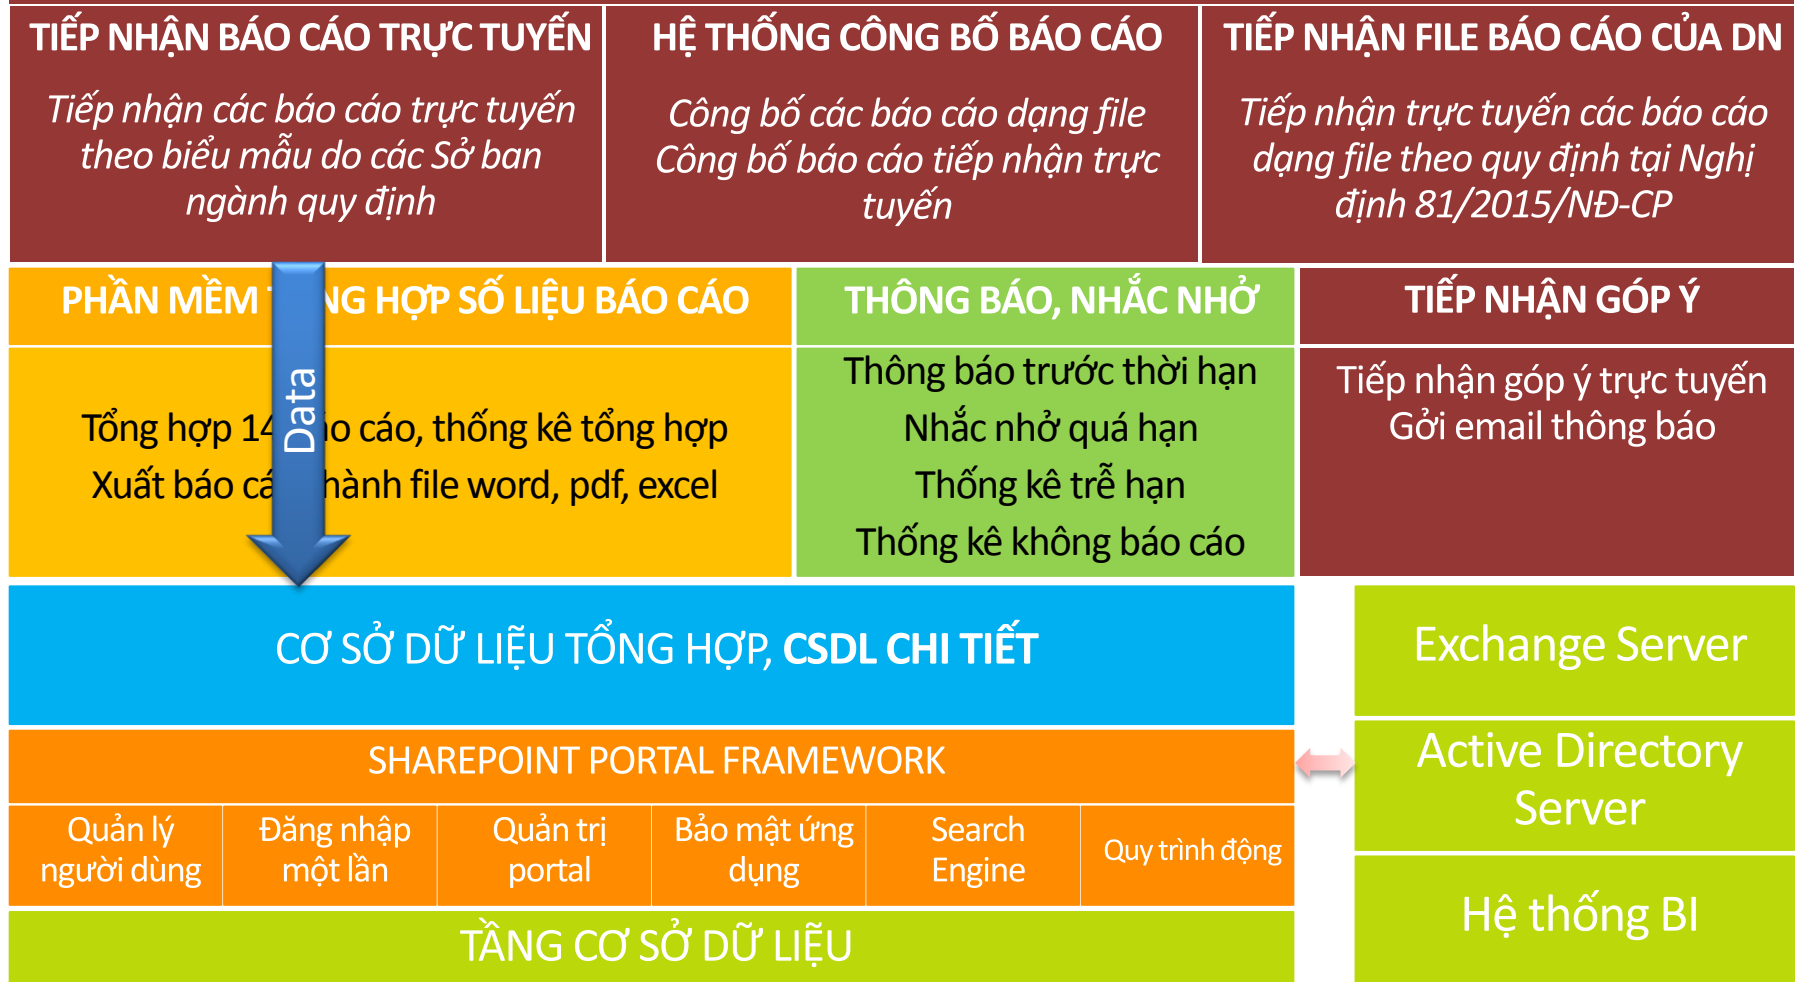 TIẾP NHẬN BÁO CÁO TRỰC TUYẾN
Tiếp nhận các báo cáo trực tuyến
theo biểu mẫu do các Sở ban
ngành quy định
HỆ THỐNG CÔNG BỐ BÁO CÁO
Công bố các báo cáo dạng file
Công bố báo cáo tiếp nhận trực
tuyến
TIẾP NHẬN FILE BÁO CÁO CỦA DN
Tiếp nhận trực tuyến các báo cáo
dạng file theo quy định tại Nghị
định 81/2015/NĐ-CP
PHẦN MỀM HỢP SỐ LIỆU BÁO CÁO
Tổng hợp cáo, thống kê tổng hợp
Xuất báo file word, pdf, excel
Data
THÔNG BÁO, NHẮC NHỞ
Thông báo trước thời hạn
Nhắc nhở quá hạn
Thống kê trễ hạn
Thống kê không báo cáo
TIẾP NHẬN GÓP Ý
Tiếp nhận góp ý trực tuyến
Gởi email thông báo
CƠ SỞ DỮ LIỆU TỔNG HỢP, CSDL CHI TIẾT
SHAREPOINT PORTAL FRAMEWORK
Quản lý
người dùng
Đăng nhập
một lần
Quản trị
portal
Bảo mật ứng
dụng
Search
Engine
Quy trình động
TẦNG CƠ SỞ DỮ LIỆU
Exchange Server
Active Directory
Server
Hệ thống BI